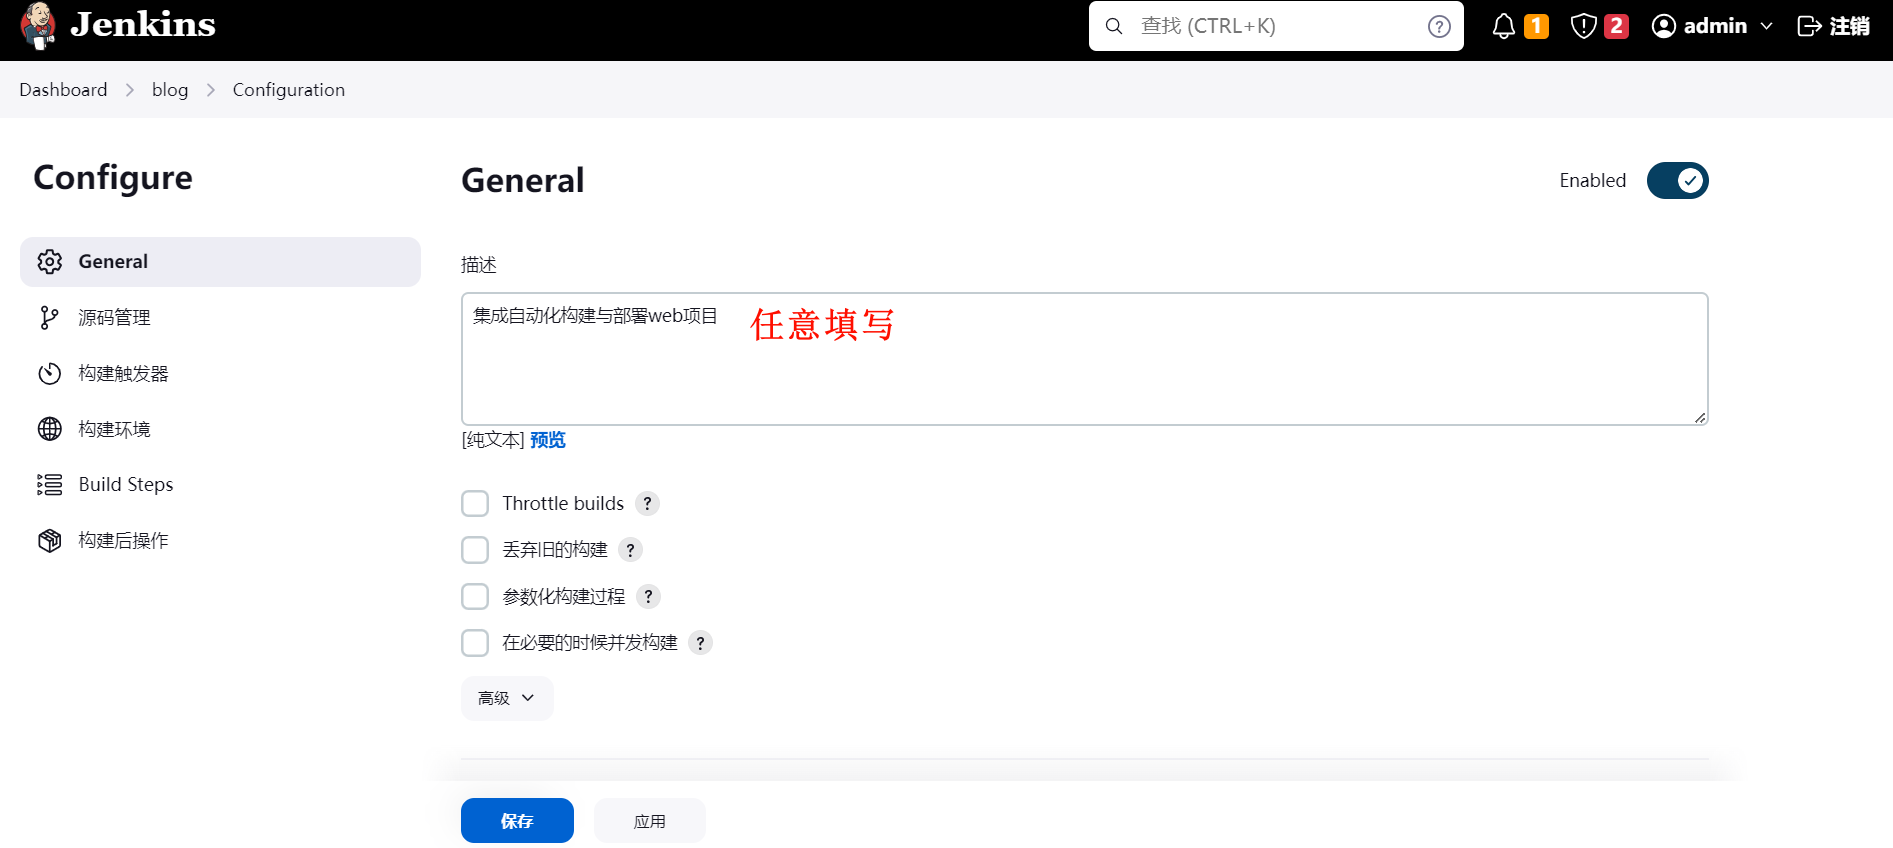 Jenkins
查找 (CTRL+K)
?
1
2
admin
注销
Dashboard
blog
Configuration
Configure
General
源码管理
构建触发器
构建环境
Build Steps
构建后操作
General
Enabled
描述
集成自动化构建与部署web项目
任意填写
[纯文本] 预览
Throttle builds ?
丢弃旧的构建 ?
参数化构建过程 ?
在必要的时候并发构建 ?
高级
保存
应用